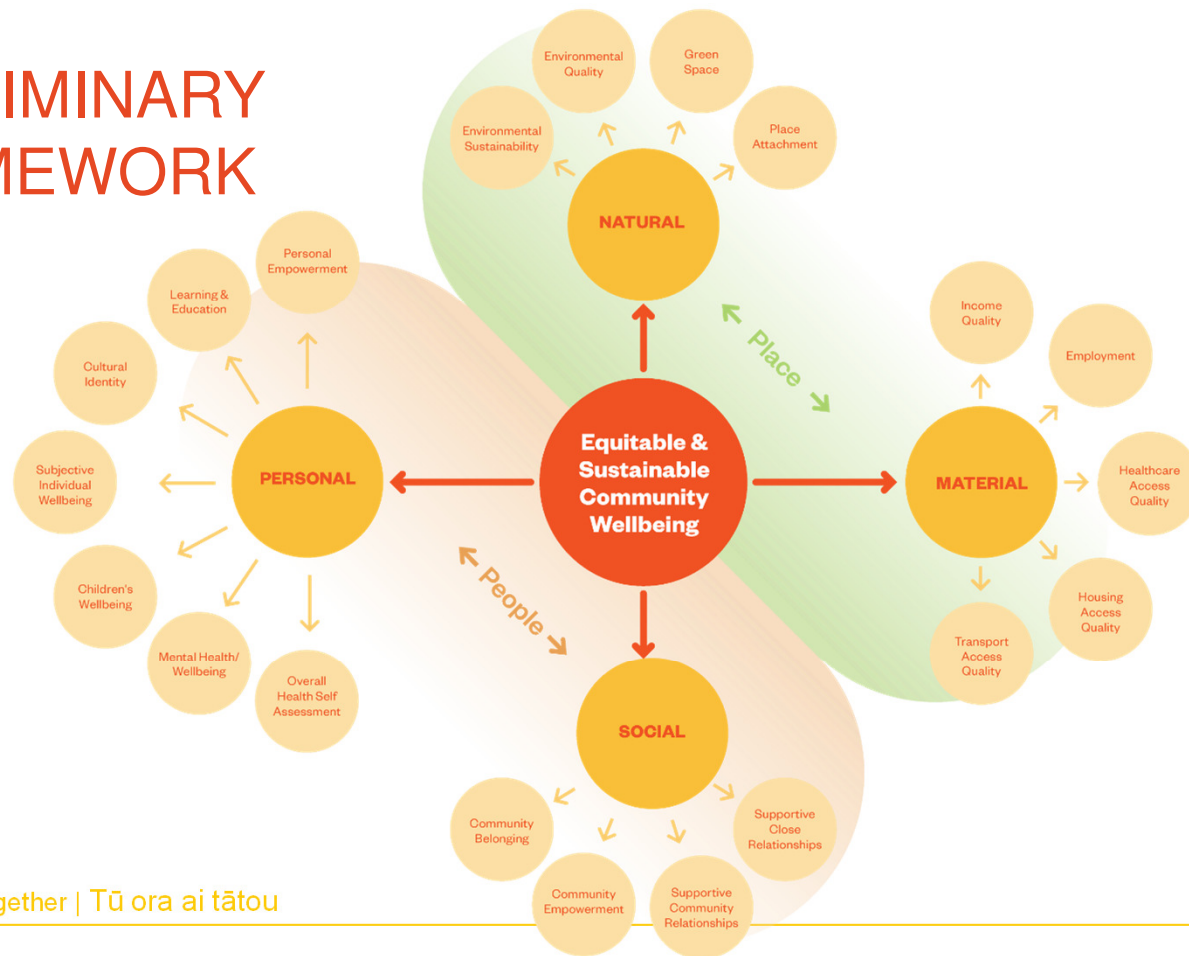 IMINARY
MEWORK
Environmental
Quality
Green
Space
Environmental
Sustainability
Place
Attachment
NATURAL
Personal
Empowerment
Learning &
Education
Cultural
Identity
Subjective
Individual
Wellbeing
Children's
Wellbeing
Mental Health/
Wellbeing
Overall
Health Self
Assessment
PERSONAL
Equitable &
Sustainable
Community
Wellbeing
Place
People
Income
Quality
Employment
MATERIAL
Healthcare
Access
Quality
Housing
Access
Quality
Transport
Access
Quality
SOCIAL
Community
Belonging
Community
Empowerment
Supportive
Community
Relationships
Supportive
Close
Relationships
gether | Tū ora ai tātou